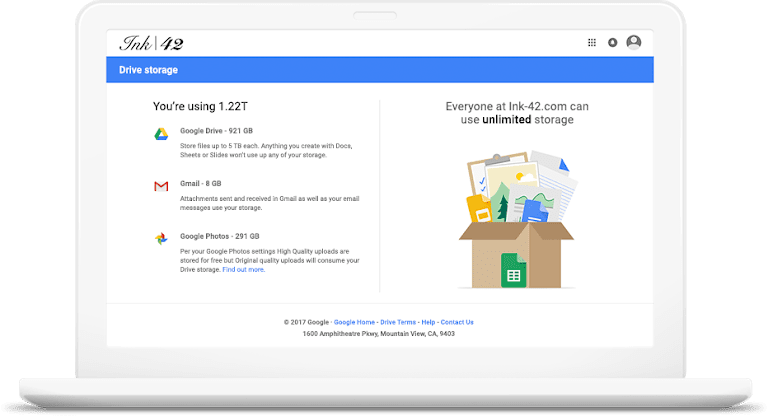 Ink|42
Drive storage
You're using 1.22T
Google Drive - 921 GB
Store files up to 5 TB each. Anything you create with Docs,
Sheets or Slides won't use up any of your storage.
Gmail - 8 GB
Attachments sent and received in Gmail as well as your email
messages use your storage.
Google Photos - 291 GB
Per your Google Photos settings High Quality uploads are
stored for free but Original quality uploads will consume your
Drive storage. Find out more.
Everyone at Ink-42.com can
use unlimited storage
© 2017 Google - Google Home - Drive Terms - Help - Contact Us
1600 Amphitheatre Pkwy, Mountain View, CA, 9403